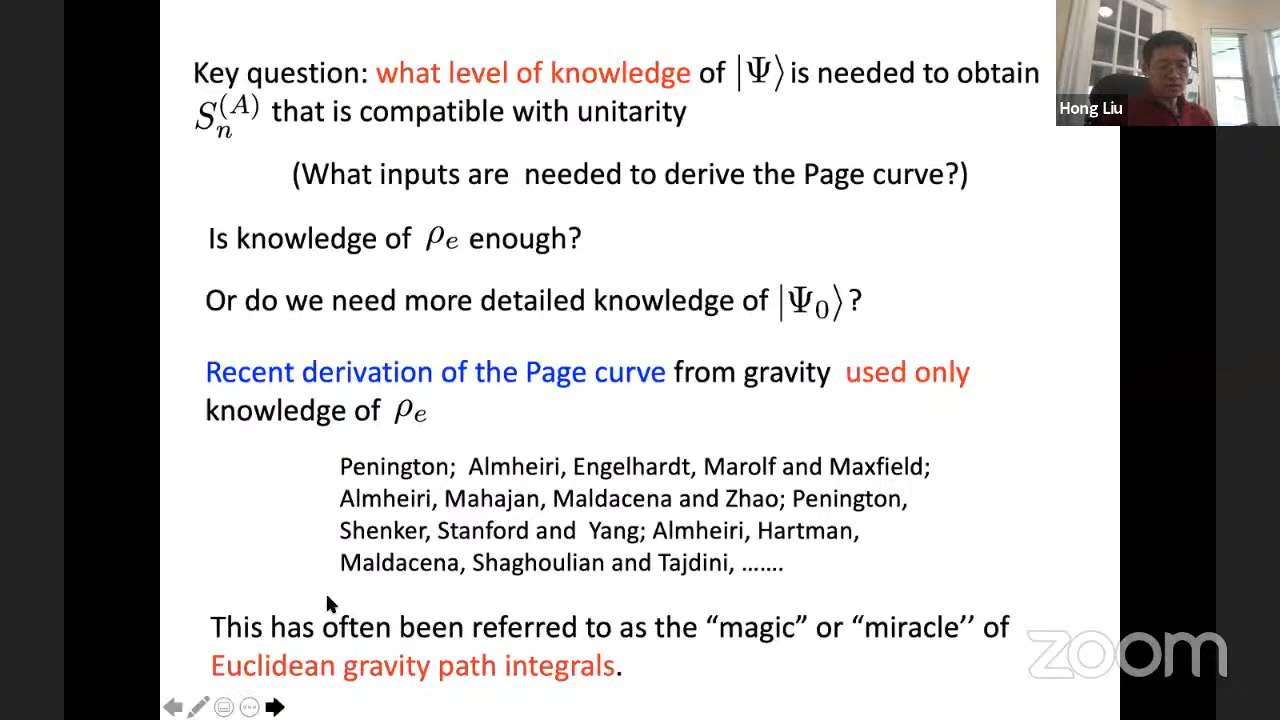 Key question: what level of knowledge of |Ψ⟩ is needed to obtain
S_n^{(A)} that is compatible with unitarity
(What inputs are needed to derive the Page curve?)
Is knowledge of ρ_e enough?
Or do we need more detailed knowledge of |Ψ_0⟩?
Recent derivation of the Page curve from gravity used only
knowledge of ρ_e
Penington; Almheiri, Engelhardt, Marolf and Maxfield;
Almheiri, Mahajan, Maldacena and Zhao; Penington,
Shenker, Stanford and Yang; Almheiri, Hartman,
Maldacena, Shaghoulian and Tajdini, …….
This has often been referred to as the “magic” or “miracle’’ of
Euclidean gravity path integrals.
Hong Liu
zoom